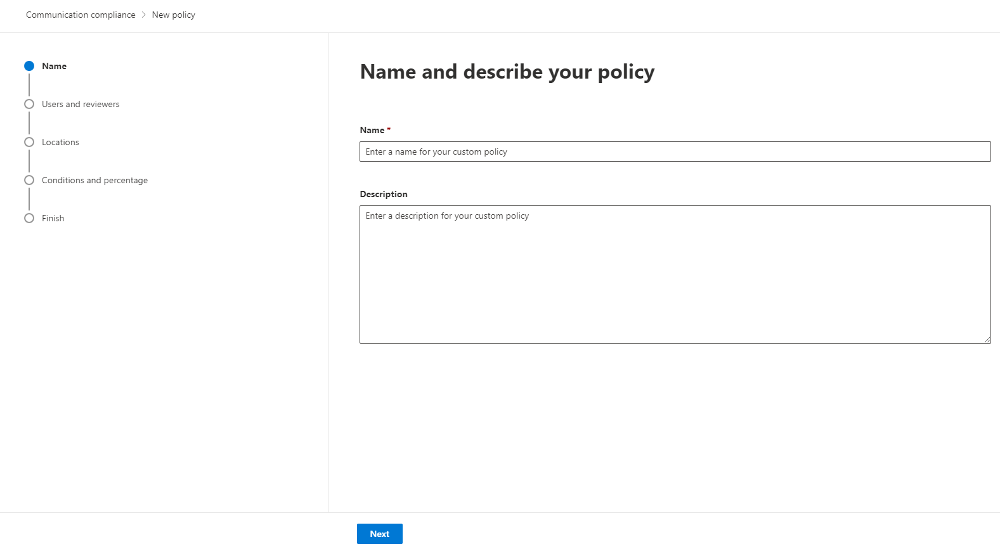 Communication compliance > New policy
Name
Users and reviewers
Locations
Conditions and percentage
Finish
Name and describe your policy
Name *
Enter a name for your custom policy
Description
Enter a description for your custom policy
Next